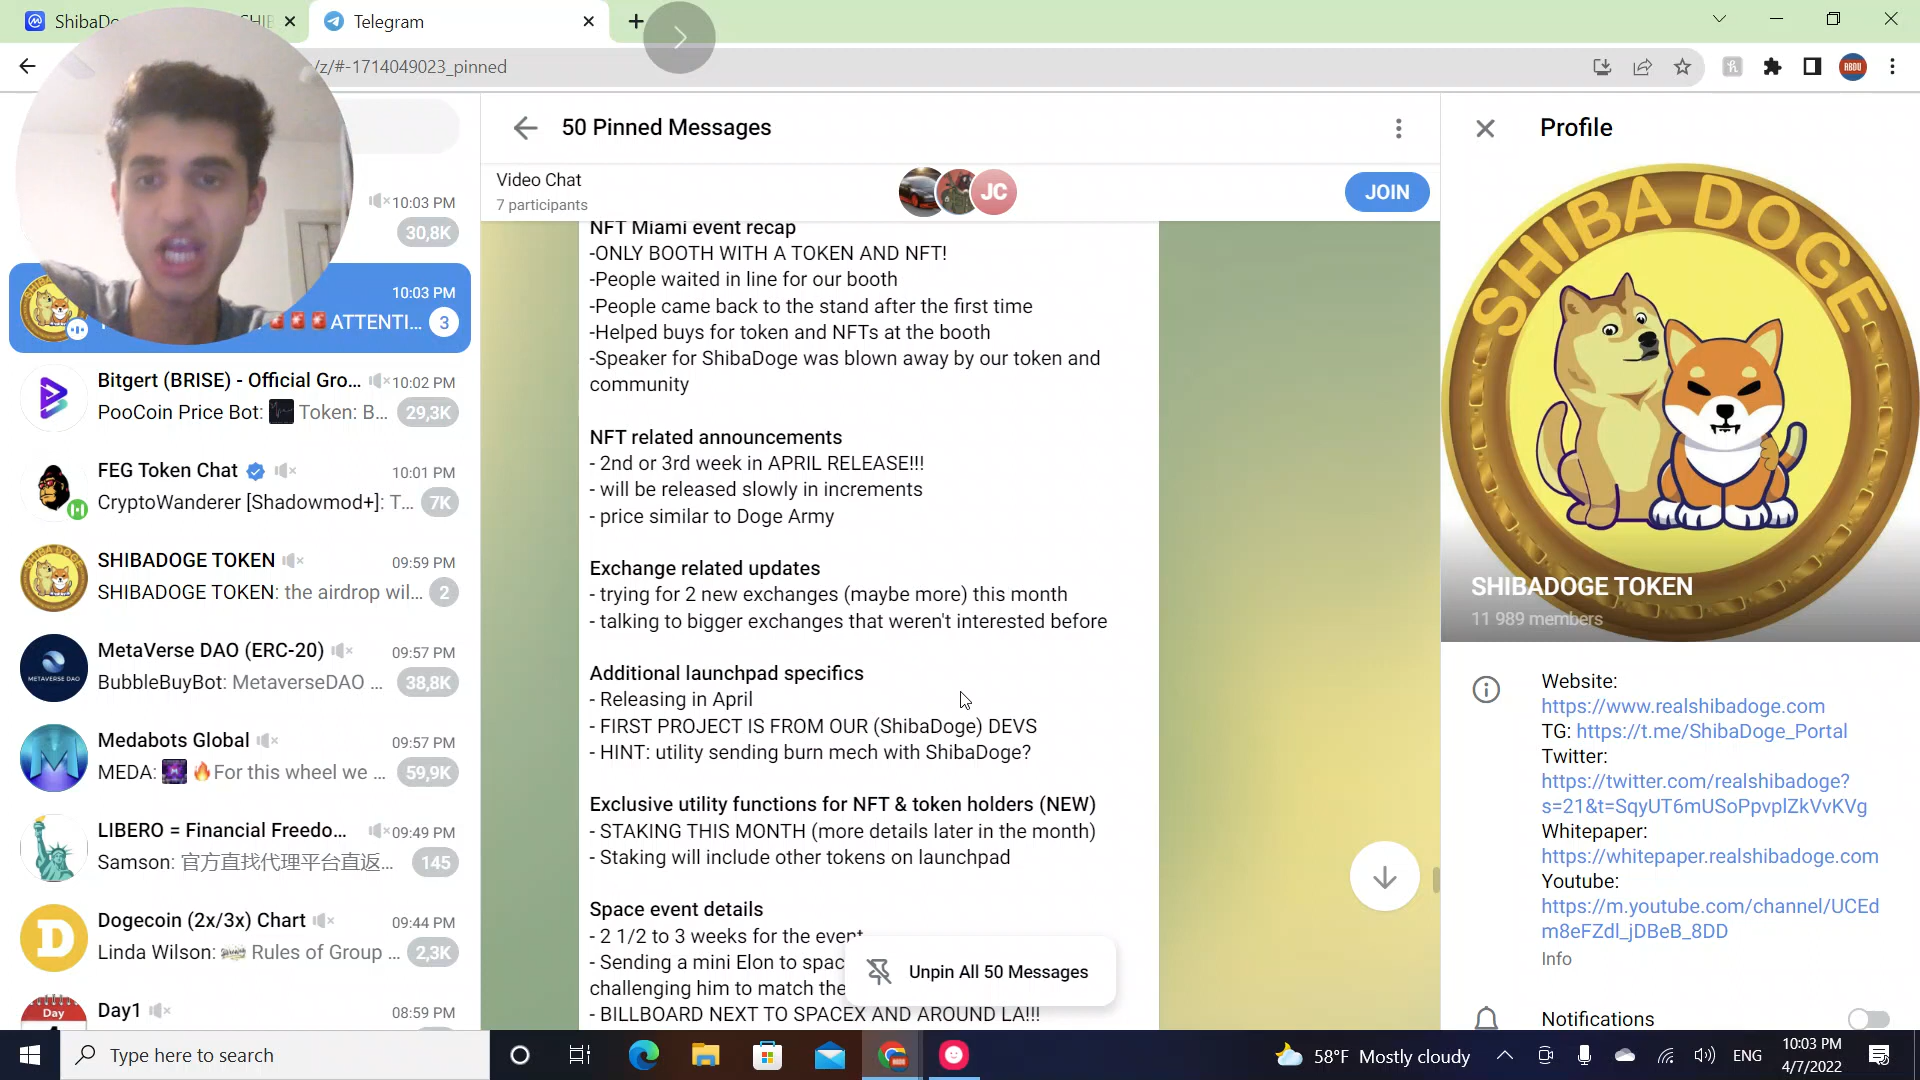 ShibaDo
SHIB
Telegram
/z/#-1714049023_pinned
ABDU
10:03 PM
30,8K
10:03 PM
ATTENTI...
3
Bitgert (BRISE) - Official Gro...
10:02 PM
PooCoin Price Bot: Token: B...
29,3K
FEG Token Chat
10:01 PM
CryptoWanderer [Shadowmod+]: T...
7K
SHIBADOGE TOKEN
09:59 PM
SHIBADOGE TOKEN: the airdrop wil...
2
METAVERSE DAO
MetaVerse DAO (ERC-20)
09:57 PM
BubbleBuyBot: MetaverseDAO ...
38,8K
Medabots Global
09:57 PM
MEDA: 🔥For this wheel we ...
59,9K
LIBERO = Financial Freedo...
09:49 PM
Samson: 官方直找代理平台直返...
145
Dogecoin (2x/3x) Chart
09:44 PM
Linda Wilson: Rules of Group ...
2,3K
Day
Day1
08:59 PM
50 Pinned Messages
Video Chat
7 participants
JC
JOIN
NFT Miami event recap
-ONLY BOOTH WITH A TOKEN AND NFT!
-People waited in line for our booth
-People came back to the stand after the first time
-Helped buys for token and NFTs at the booth
-Speaker for ShibaDoge was blown away by our token and
community
NFT related announcements
- 2nd or 3rd week in APRIL RELEASE!!!
- will be released slowly in increments
- price similar to Doge Army
Exchange related updates
- trying for 2 new exchanges (maybe more) this month
- talking to bigger exchanges that weren't interested before
Additional launchpad specifics
- Releasing in April
- FIRST PROJECT IS FROM OUR (ShibaDoge) DEVS
- HINT: utility sending burn mech with ShibaDoge?
Exclusive utility functions for NFT & token holders (NEW)
- STAKING THIS MONTH (more details later in the month)
- Staking will include other tokens on launchpad
Space event details
- 2 1/2 to 3 weeks for the event
- Sending a mini Elon to spac
challenging him to match the
- BILLBOARD NEXT TO SPACEX AND AROUND LA!!!
Unpin All 50 Messages
Profile
SHIBA DOGE
SHIBADOGE TOKEN
11 989 members
Website:
https://www.realshibadoge.com
TG: https://t.me/ShibaDoge_Portal
Twitter:
https://twitter.com/realshibadoge?
s=21&t=SqyUT6mUSoPpvplZkVvKVg
Whitepaper:
https://whitepaper.realshibadoge.com
Youtube:
https://m.youtube.com/channel/UCEd
m8eFZdl_jDBeB_8DD
Info
Notifications
Type here to search
58°F Mostly cloudy
ENG
10:03 PM
4/7/2022